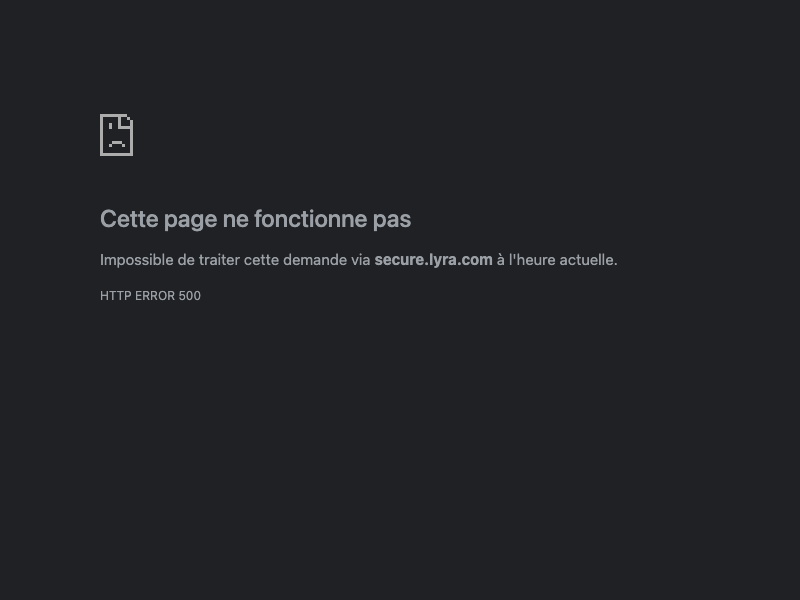 Cette page ne fonctionne pas
Impossible de traiter cette demande via secure.lyra.com à l'heure actuelle.
HTTP ERROR 500